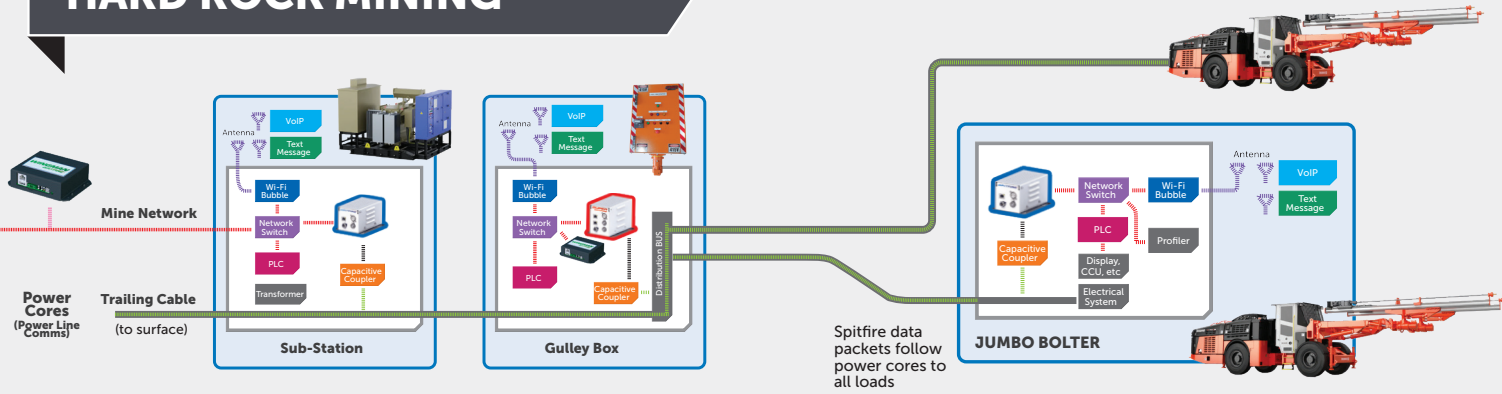 HARD ROCK MINING
Mine Network
Power
Cores
(Power Line
Comms)
Trailing Cable
(to surface)
Antenna
VoIP
Text
Message
Wi-Fi
Bubble
Network
Switch
PLC
Transformer
Capacitive
Coupler
Sub-Station
Antenna
VoIP
Text
Message
Wi-Fi
Bubble
Network
Switch
PLC
Capacitive
Coupler
Distribution BUS
Gulley Box
Spitfire data
packets follow
power cores to
all loads
Capacitive
Coupler
Network
Switch
PLC
Display,
CCU, etc
Electrical
System
Wi-Fi
Bubble
Profiler
Antenna
VoIP
Text
Message
JUMBO BOLTER